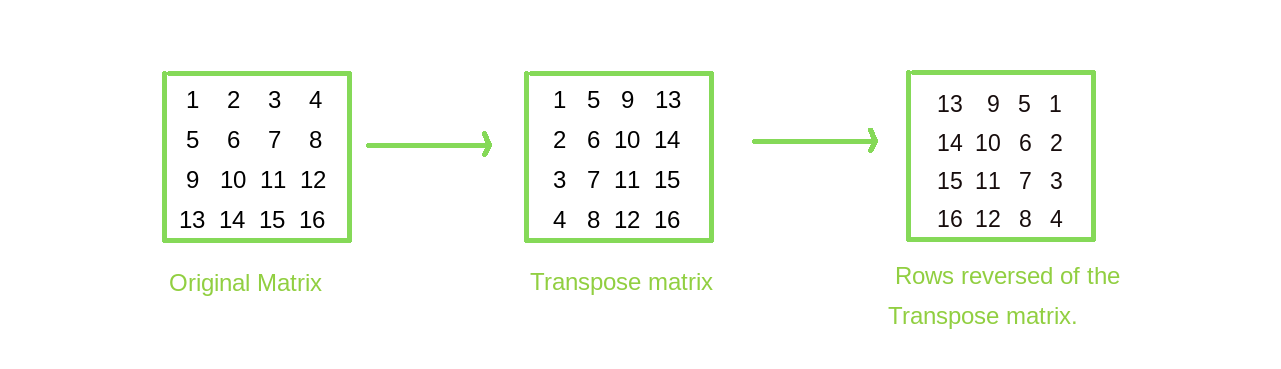 1 2 3 4
5 6 7 8
9 10 11 12
13 14 15 16
Original Matrix
1 5 9 13
2 6 10 14
3 7 11 15
4 8 12 16
Transpose matrix
13 9 5 1
14 10 6 2
15 11 7 3
16 12 8 4
Rows reversed of the
Transpose matrix.